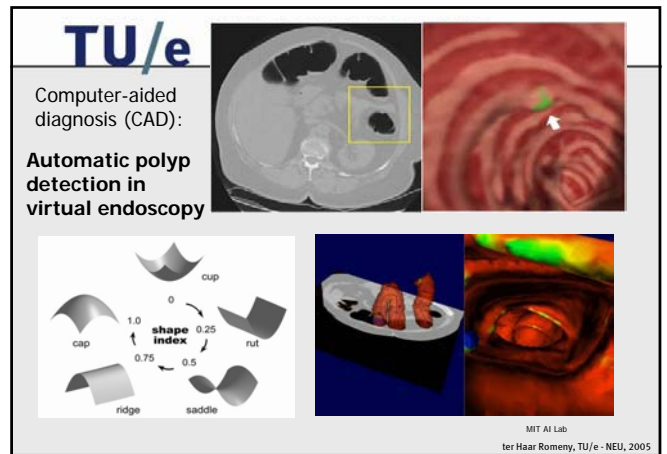 TU/e
Computer-aided
diagnosis (CAD):
Automatic polyp
detection in
virtual endoscopy
cup
0
1.0
shape
index
0.25
cap
rut
0.75
0.5
ridge
saddle
MIT AI Lab
ter Haar Romeny, TU/e - NEU, 2005